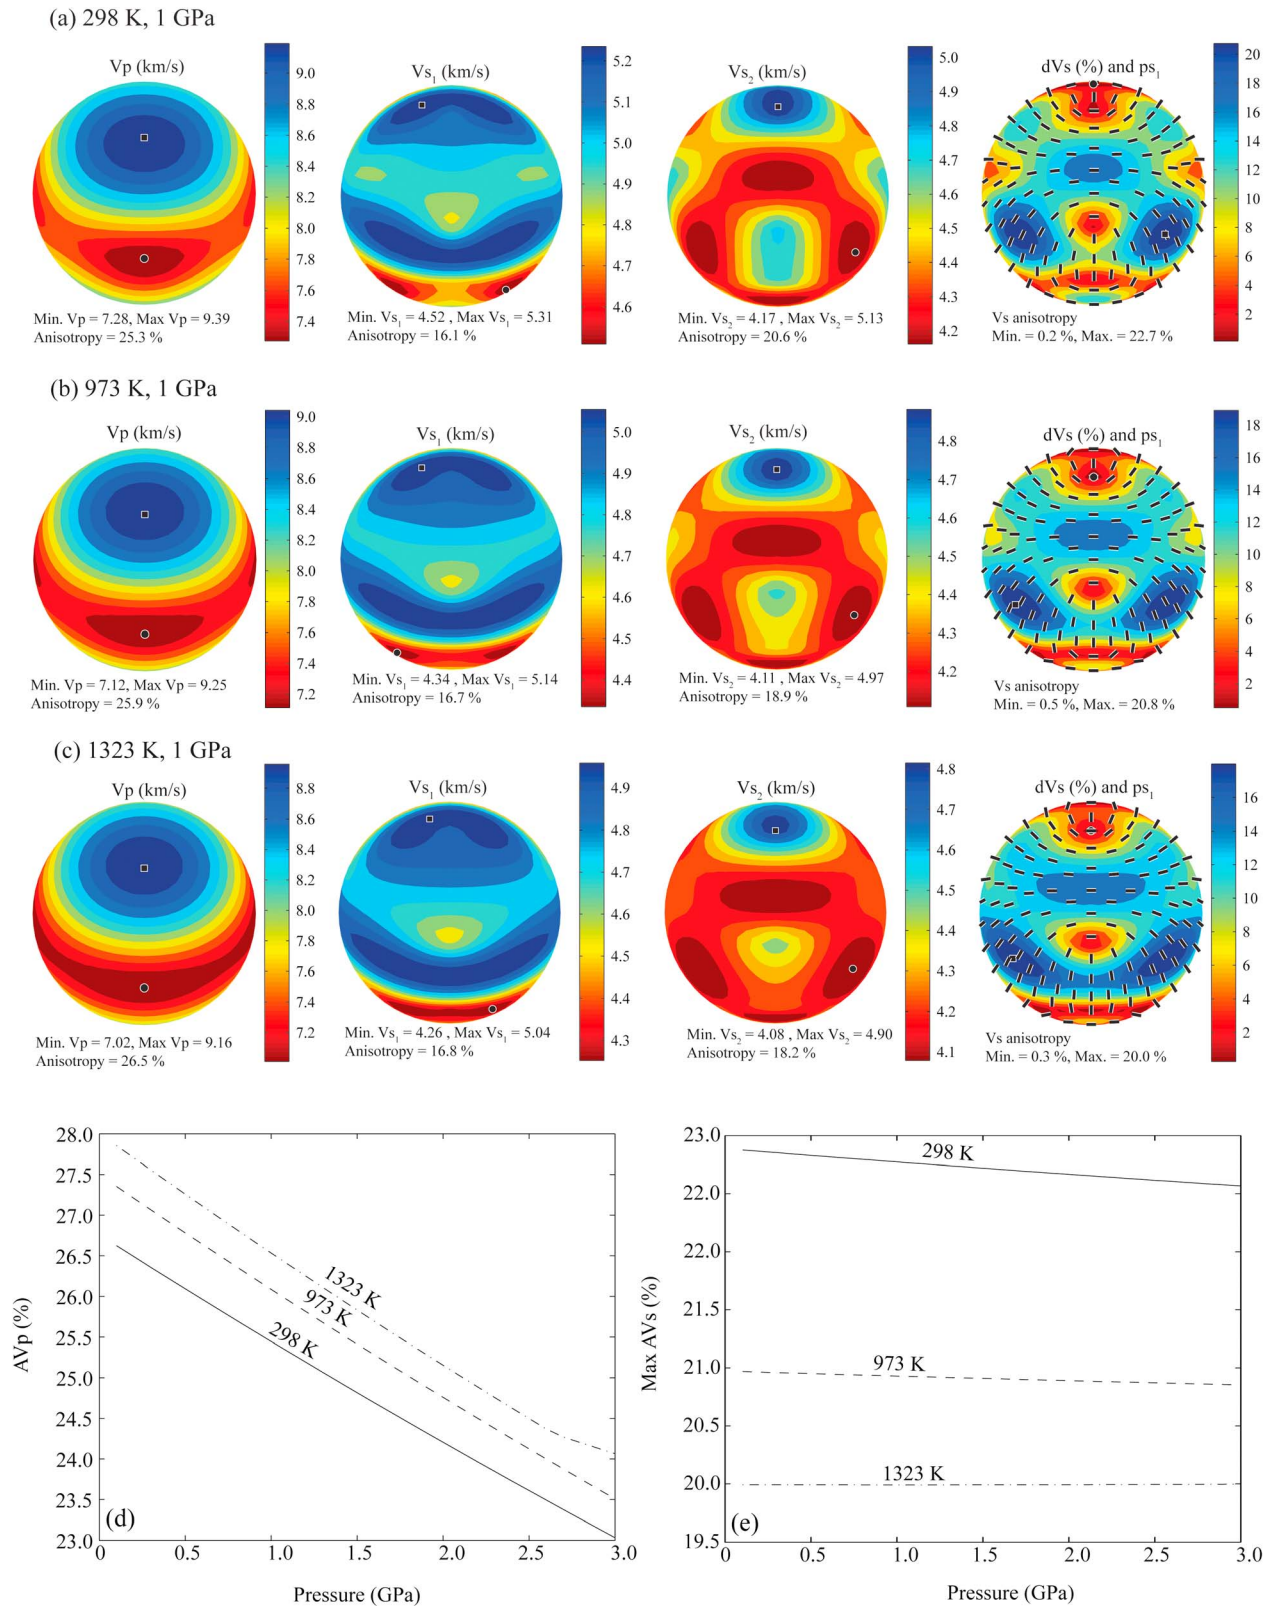 (a) 298 K, 1 GPa
Vp (km/s)
9.0
8.8
8.6
8.4
8.2
8.0
7.8
7.6
7.4
Min. Vp = 7.28, Max Vp = 9.39
Anisotropy = 25.3 %
Vs₁ (km/s)
5.2
5.1
5.0
4.9
4.8
4.7
4.6
Min. Vs₁ = 4.52 , Max Vs₁ = 5.31
Anisotropy = 16.1 %
Vs₂ (km/s)
5.0
4.9
4.8
4.7
4.6
4.5
4.4
4.3
4.2
Min. Vs₂ = 4.17 , Max Vs₂ = 5.13
Anisotropy = 20.6 %
dVs (%) and ps₁
20
18
16
14
12
10
8
6
4
2
Vs anisotropy
Min. = 0.2 %, Max. = 22.7 %
(b) 973 K, 1 GPa
Vp (km/s)
9.0
8.8
8.6
8.4
8.2
8.0
7.8
7.6
7.4
7.2
Min. Vp = 7.12, Max Vp = 9.25
Anisotropy = 25.9 %
Vs₁ (km/s)
5.0
4.9
4.8
4.7
4.6
4.5
4.4
Min. Vs₁ = 4.34 , Max Vs₁ = 5.14
Anisotropy = 16.7 %
Vs₂ (km/s)
4.8
4.7
4.6
4.5
4.4
4.3
4.2
Min. Vs₂ = 4.11 , Max Vs₂ = 4.97
Anisotropy = 18.9 %
dVs (%) and ps₁
18
16
14
12
10
8
6
4
2
Vs anisotropy
Min. = 0.5 %, Max. = 20.8 %
(c) 1323 K, 1 GPa
Vp (km/s)
8.8
8.6
8.4
8.2
8.0
7.8
7.6
7.4
7.2
Min. Vp = 7.02, Max Vp = 9.16
Anisotropy = 26.5 %
Vs₁ (km/s)
4.9
4.8
4.7
4.6
4.5
4.4
4.3
Min. Vs₁ = 4.26 , Max Vs₁ = 5.04
Anisotropy = 16.8 %
Vs₂ (km/s)
4.8
4.7
4.6
4.5
4.4
4.3
4.2
4.1
Min. Vs₂ = 4.08 , Max Vs₂ = 4.90
Anisotropy = 18.2 %
dVs (%) and ps₁
16
14
12
10
8
6
4
2
Vs anisotropy
Min. = 0.3 %, Max. = 20.0 %
28.0
27.5
27.0
26.5
26.0
25.5
25.0
24.5
24.0
23.5
23.0
AVp (%)
1323 K
973 K
298 K
(d)
0
0.5
1.0
1.5
2.0
2.5
3.0
Pressure (GPa)
23.0
22.0
22.0
21.5
21.0
20.5
20.0
19.5
Max AVs (%)
298 K
973 K
1323 K
(e)
0
0.5
1.0
1.5
2.0
2.5
3.0
Pressure (GPa)